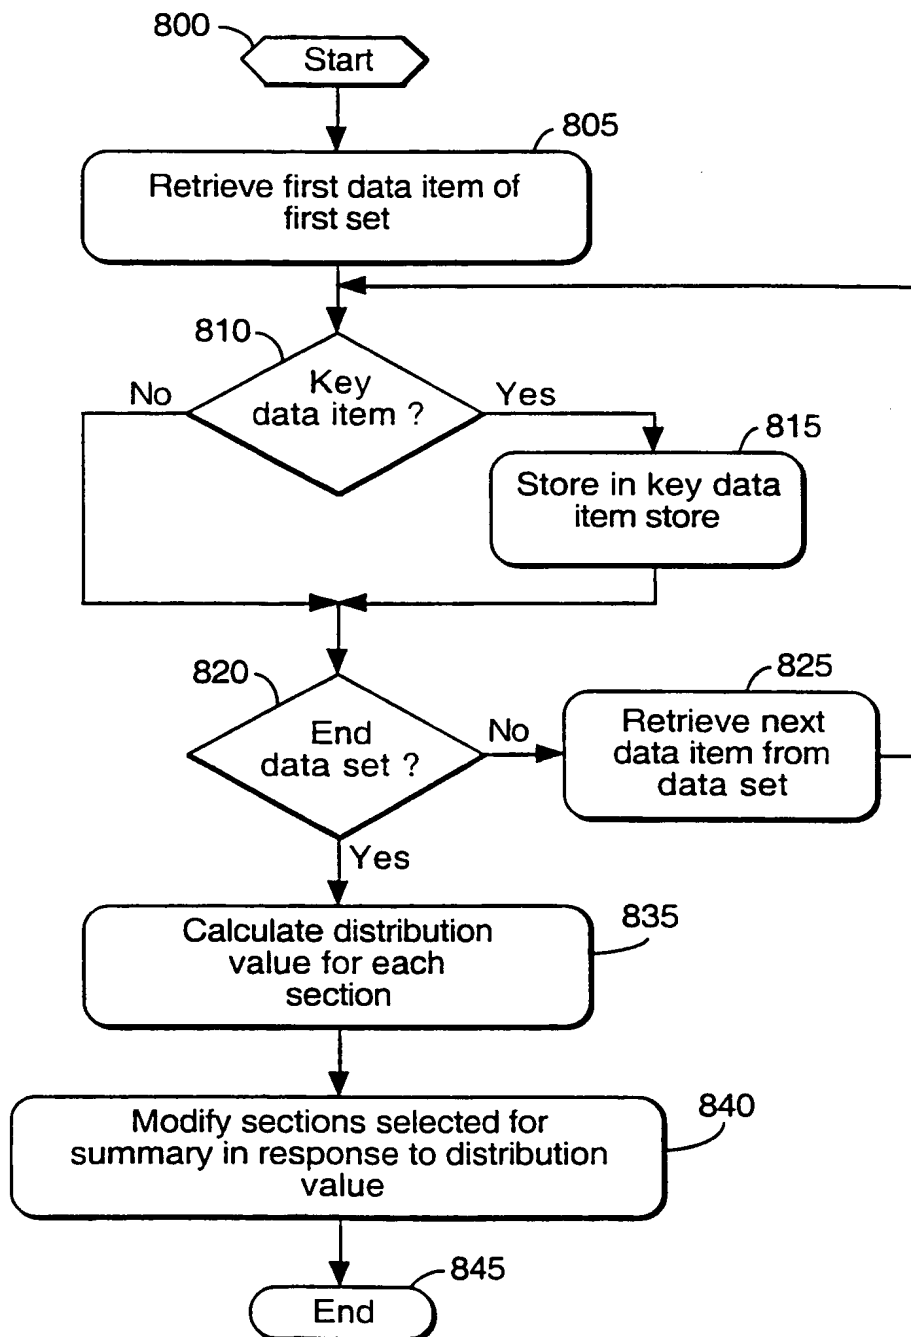 800
Start
805
Retrieve first data item of
first set
810
Key
data item ?
No
Yes
815
Store in key data
item store
820
End
data set ?
No
825
Retrieve next
data item from
data set
Yes
Calculate distribution
value for each
section
835
Modify sections selected for
summary in response to distribution
value
840
845
End